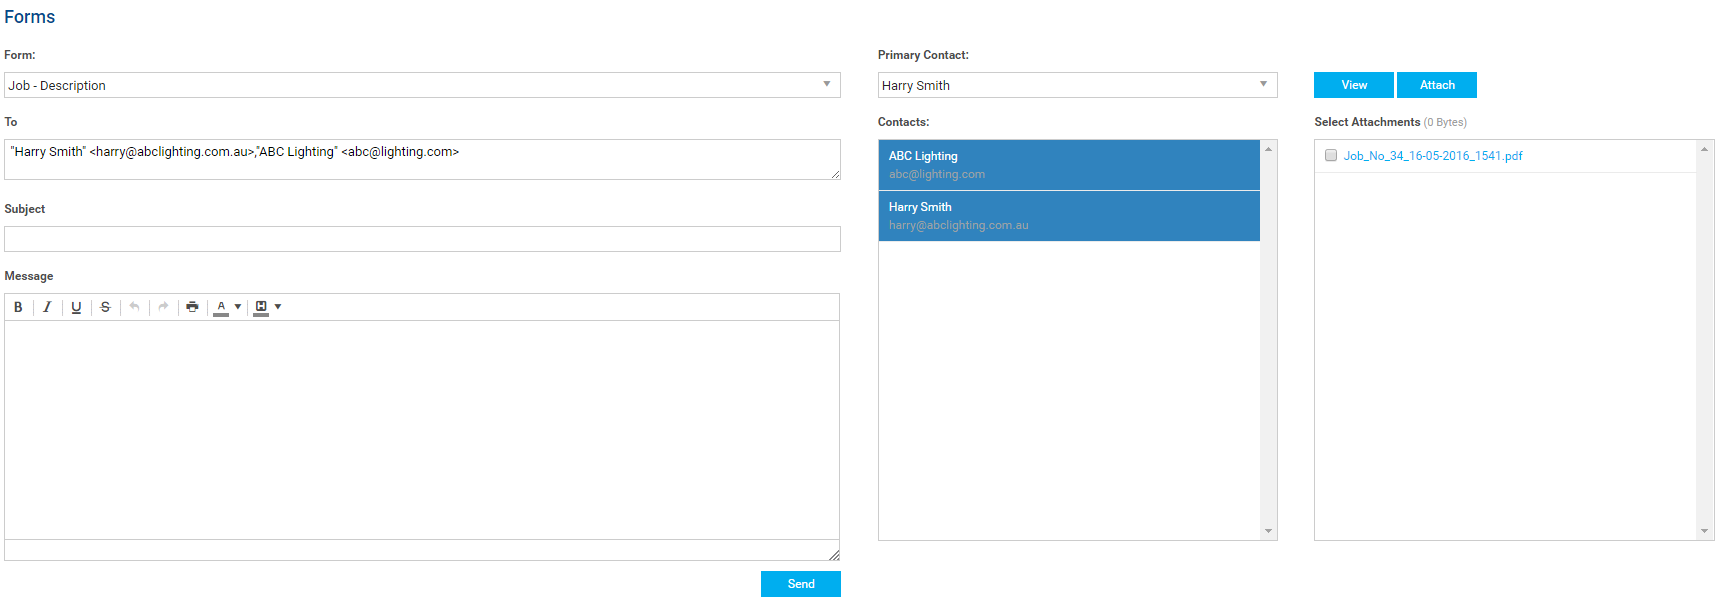 Forms
Form:
Job - Description
To
"Harry Smith" <harry@abclighting.com.au>,"ABC Lighting" <abc@lighting.com>
Subject
Message
B I U S A H
Send
Primary Contact:
Harry Smith
Contacts:
ABC Lighting
abc@lighting.com
Harry Smith
harry@abclighting.com.au
View Attach
Select Attachments (0 Bytes)
Job_No_34_16-05-2016_1541.pdf